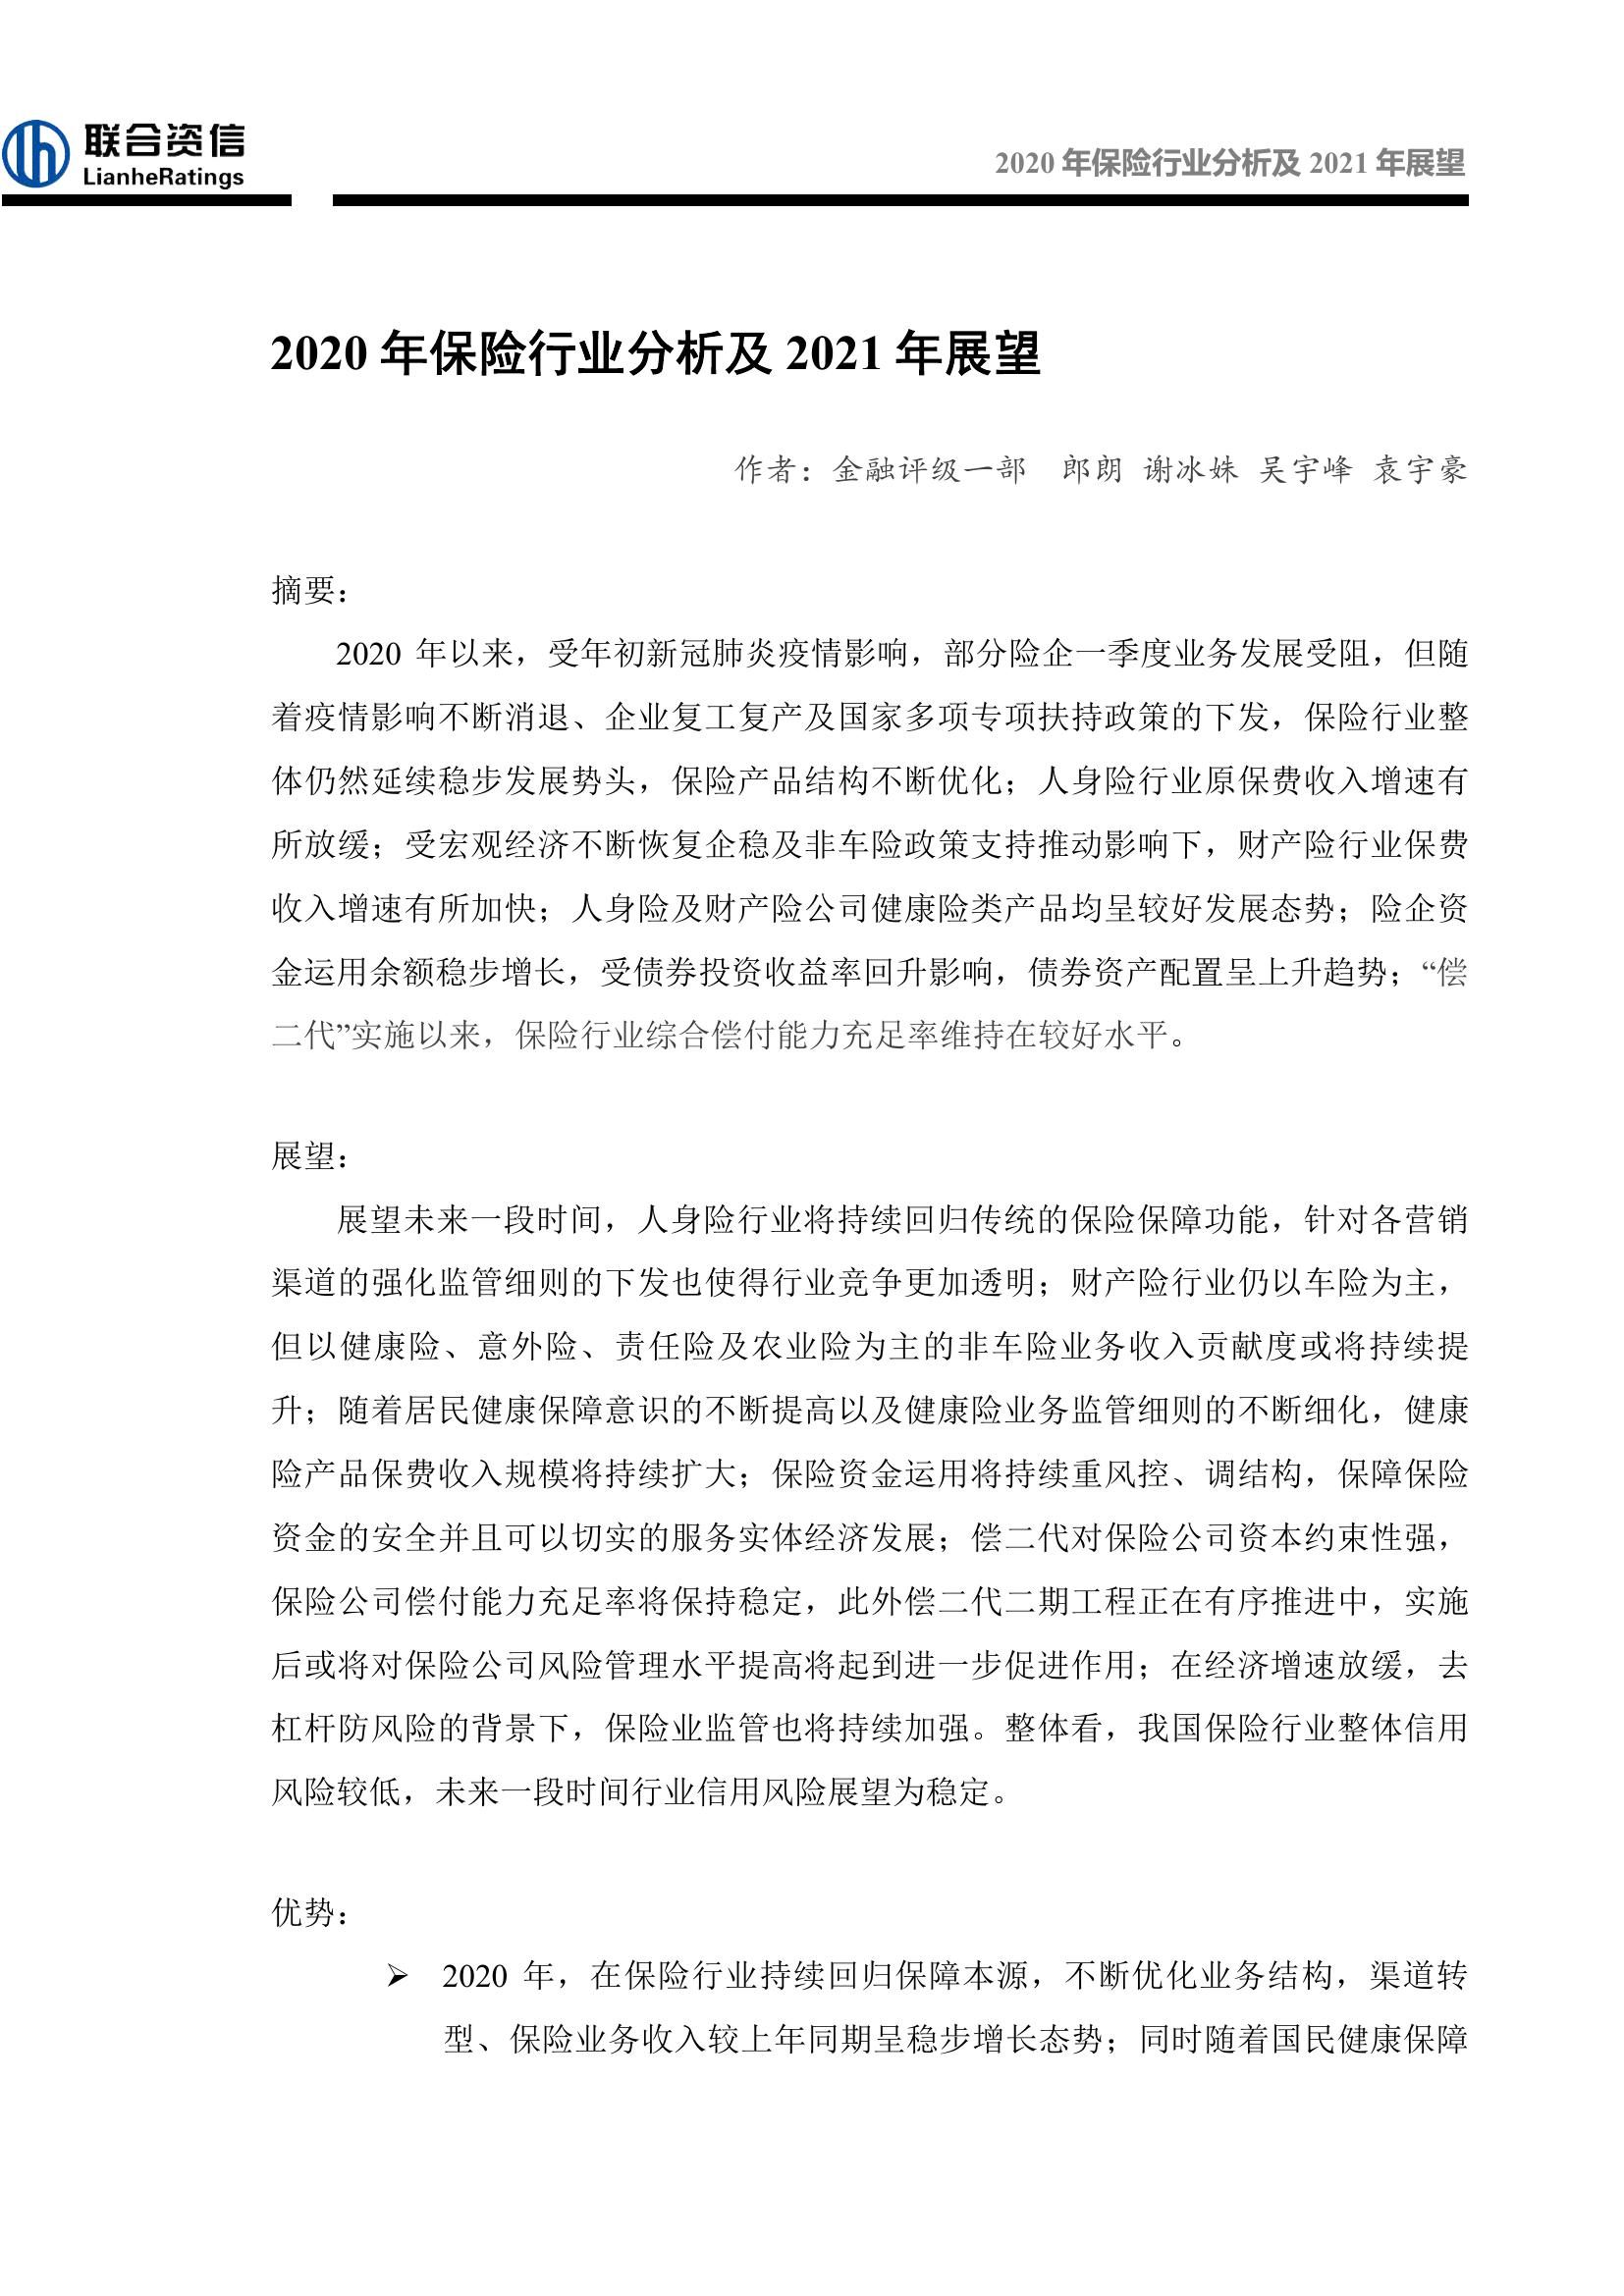 联合资信
LianheRatings
2020 年保险行业分析及 2021 年展望
2020 年保险行业分析及 2021 年展望
作者：金融评级一部 郎朗 谢冰姝 吴宇峰 袁宇豪
摘要：
2020 年以来，受年初新冠肺炎疫情影响，部分险企一季度业务发展受阻，但随
着疫情影响不断消退、企业复工复产及国家多项专项扶持政策的下发，保险行业整
体仍然延续稳步发展势头，保险产品结构不断优化；人身险行业原保费收入增速有
所放缓；受宏观经济不断恢复企稳及非车险政策支持推动影响下，财产险行业保费
收入增速有所加快；人身险及财产险公司健康险类产品均呈较好发展态势；险企资
金运用余额稳步增长，受债券投资收益率回升影响，债券资产配置呈上升趋势；“偿
二代”实施以来，保险行业综合偿付能力充足率维持在较好水平。
展望：
展望未来一段时间，人身险行业将持续回归传统的保险保障功能，针对各营销
渠道的强化监管细则的下发也使得行业竞争更加透明；财产险行业仍以车险为主，
但以健康险、意外险、责任险及农业险为主的非车险业务收入贡献度或将持续提
升；随着居民健康保障意识的不断提高以及健康险业务监管细则的不断细化，健康
险产品保费收入规模将持续扩大；保险资金运用将持续重风控、调结构，保障保险
资金的安全并且可以切实的服务实体经济发展；偿二代对保险公司资本约束性强，
保险公司偿付能力充足率将保持稳定，此外偿二代二期工程正在有序推进中，实施
后或将对保险公司风险管理水平提高将起到进一步促进作用；在经济增速放缓，去
杠杆防风险的背景下，保险业监管也将持续加强。整体看，我国保险行业整体信用
风险较低，未来一段时间行业信用风险展望为稳定。
优势：
➢ 2020 年，在保险行业持续回归保障本源，不断优化业务结构，渠道转
型、保险业务收入较上年同期呈稳步增长态势；同时随着国民健康保障